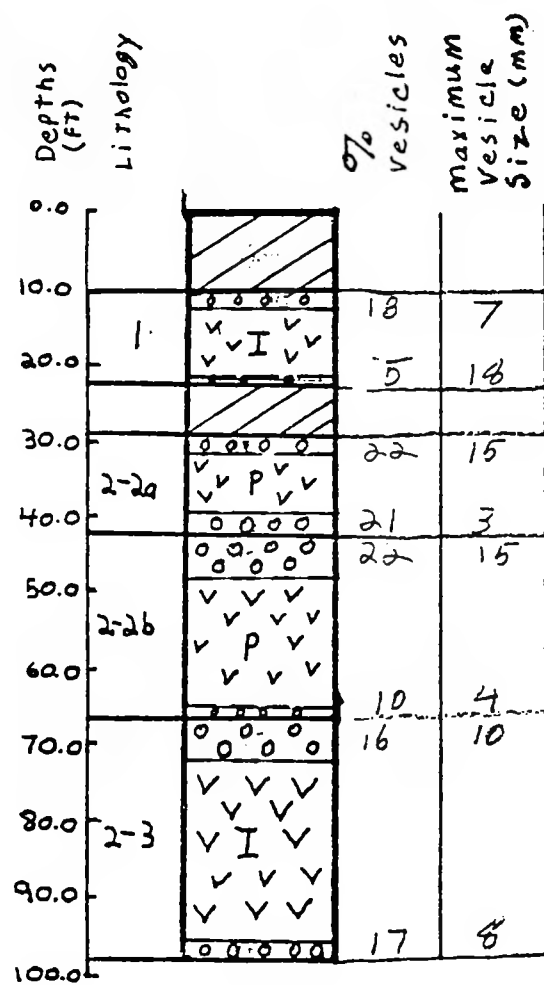 Depths
(FT)
Lithology
%
vesicles
maximum
vesicle
size (mm)
0.0
10.0
18
7
1
I
20.0
5
18
30.0
22
15
2-2a
P
40.0
21
3
22
15
50.0
2-2b
P
60.0
10
4
16
10
70.0
80.0
2-3
I
90.0
17
8
100.0